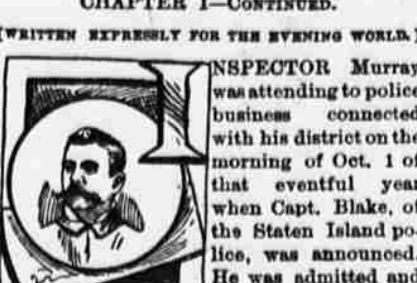 CHAPTER I—CONTINUED.
[WRITTEN EXPRESSLY FOR THE EVENING WORLD.]
INSPECTOR Murray
was attending to police
business connected
with his district on the
morning of Oct. 1 of
that eventful year
when Capt. Blake, of
the Staten Island po-
lice, was announced.
He was admitted and